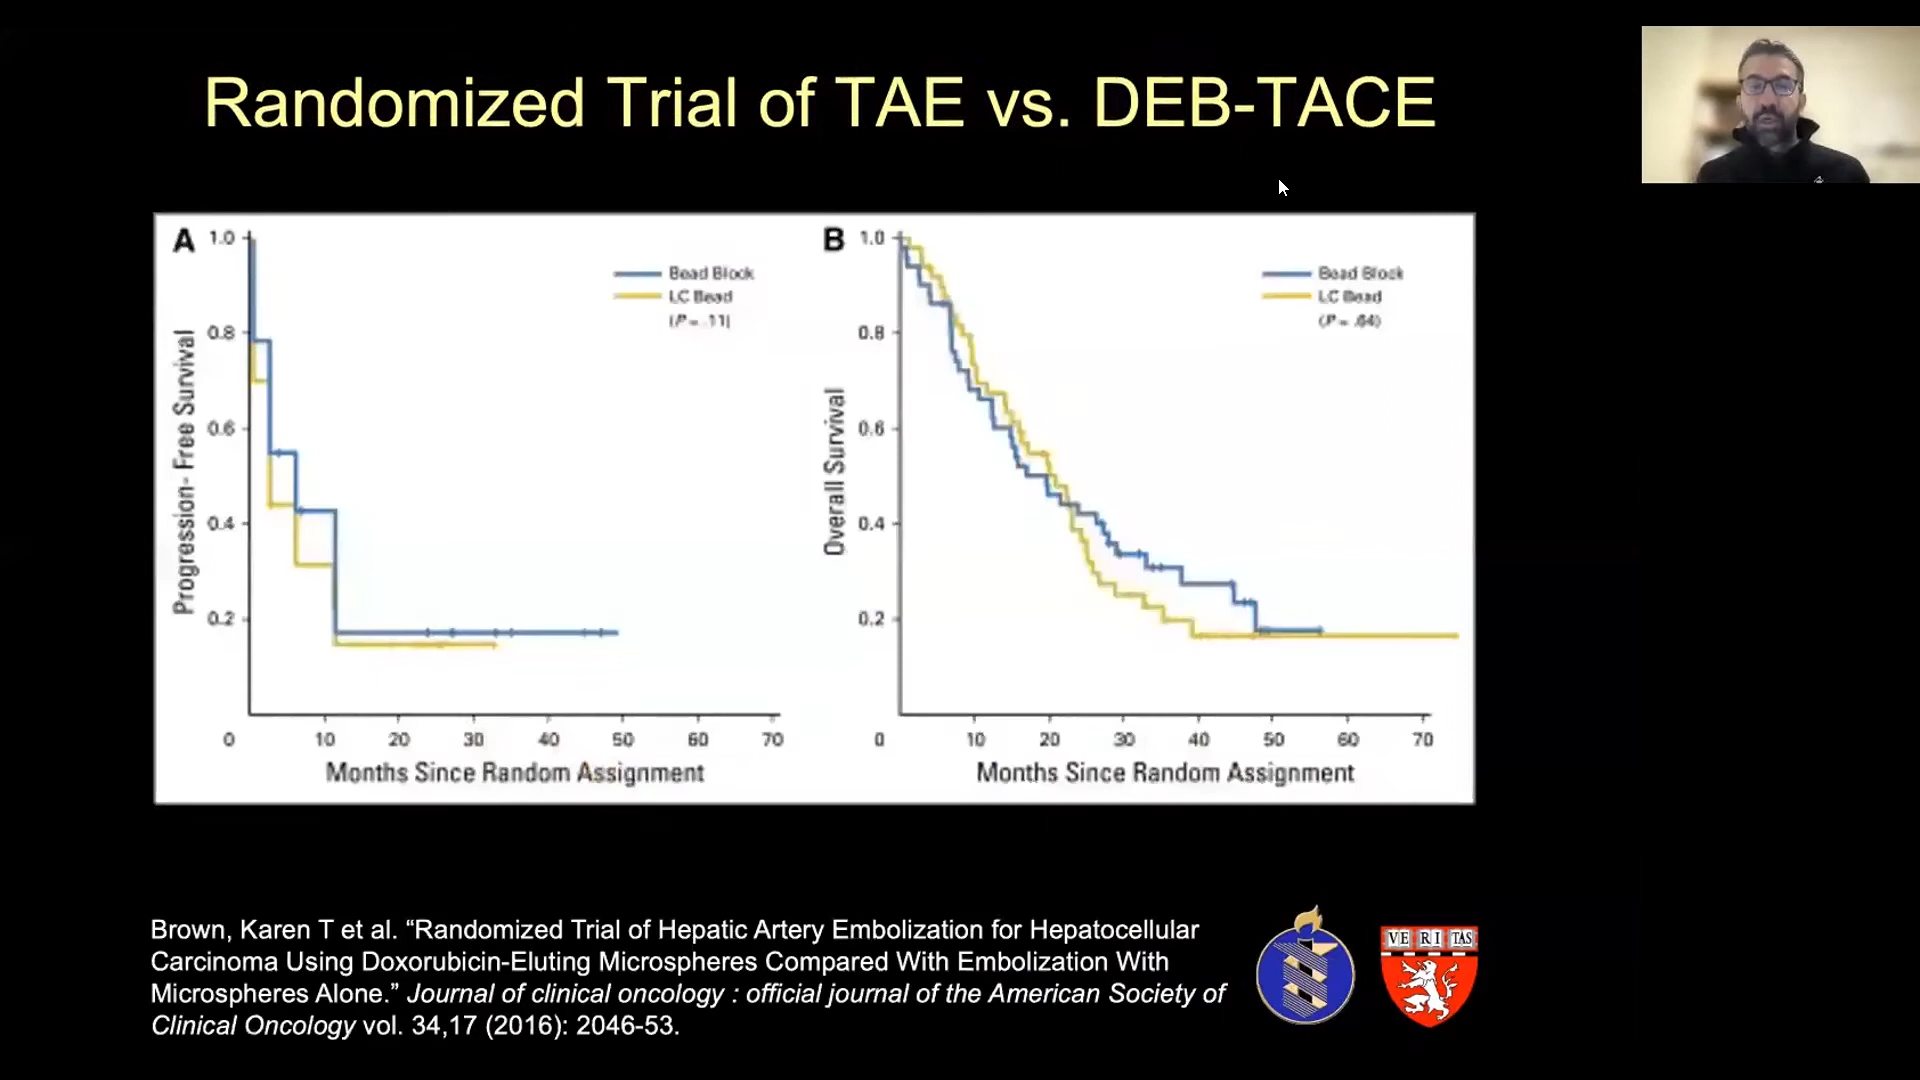 Randomized Trial of TAE vs. DEB-TACE
A
1.0
0.8
0.6
0.4
0.2
Progression- Free Survival
Bead Block
LC Bead
(P = .11)
0 10 20 30 40 50 60 70
Months Since Random Assignment
B
1.0
0.8
0.6
0.4
0.2
Overall Survival
Bead Block
LC Bead
(P = .64)
0 10 20 30 40 50 60 70
Months Since Random Assignment
Brown, Karen T et al. “Randomized Trial of Hepatic Artery Embolization for Hepatocellular
Carcinoma Using Doxorubicin-Eluting Microspheres Compared With Embolization With
Microspheres Alone.” Journal of clinical oncology : official journal of the American Society of
Clinical Oncology vol. 34,17 (2016): 2046-53.
VE RI TAS